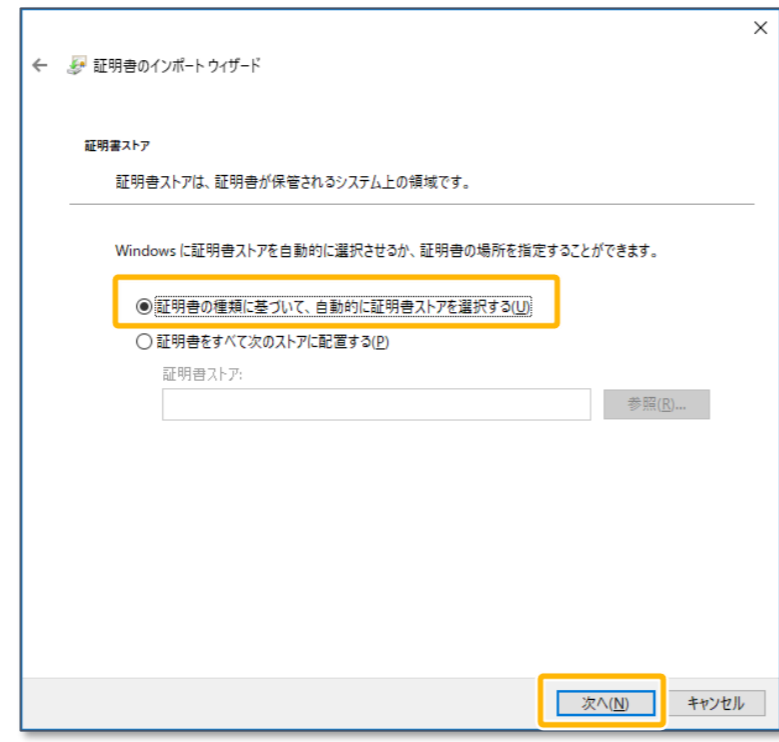 証明書のインポート ウィザード
証明書ストア
証明書ストアは、証明書が保管されるシステム上の領域です。
Windows に証明書ストアを自動的に選択させるか、証明書の場所を指定することができます。
証明書の種類に基づいて、自動的に証明書ストアを選択する(U)
証明書をすべて次のストアに配置する(P)
証明書ストア:
参照(R)...
次へ(N)
キャンセル